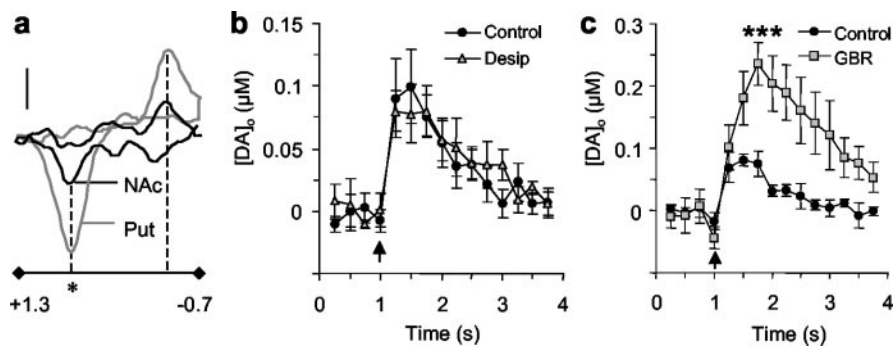 a
NAc
Put
*
+1.3
-0.7
b
Control
Desip
[DA]o (μM)
0.15
0.1
0.05
0
0 1 2 3 4
Time (s)
c
***
Control
GBR
[DA]o (μM)
0.3
0.2
0.1
0
0 1 2 3 4
Time (s)